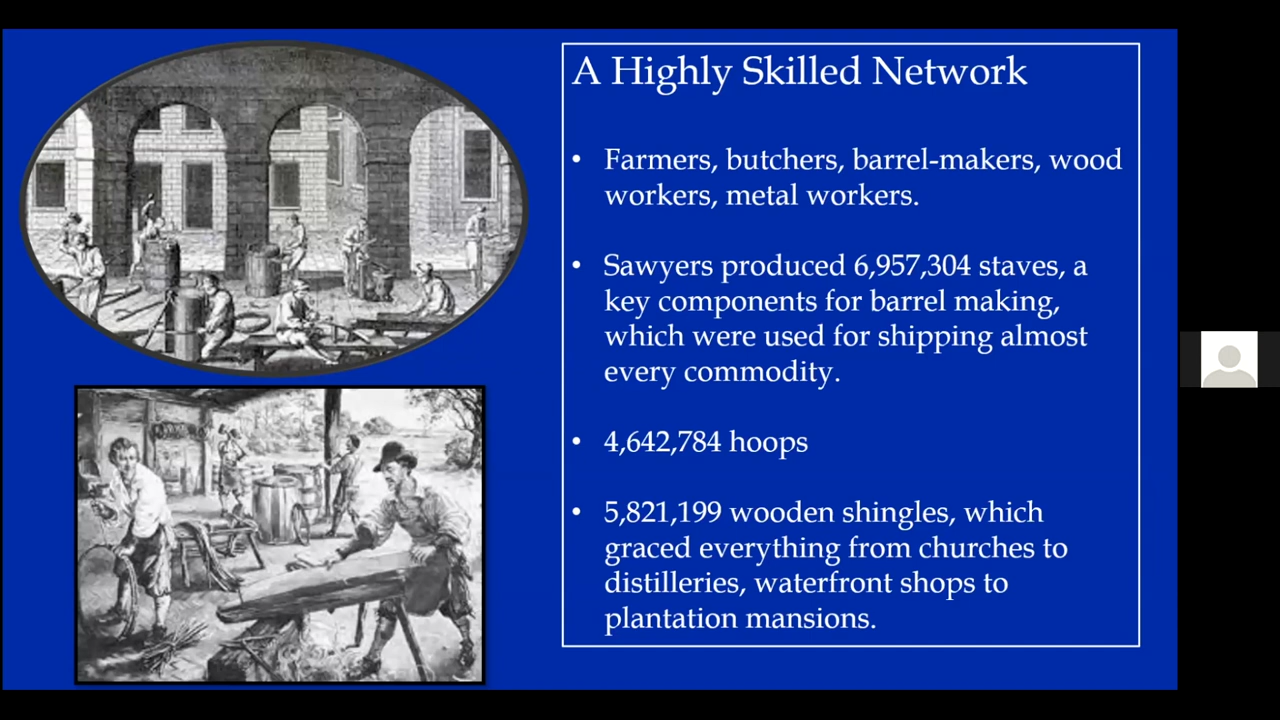 A Highly Skilled Network
• Farmers, butchers, barrel-makers, wood
workers, metal workers.
• Sawyers produced 6,957,304 staves, a
key components for barrel making,
which were used for shipping almost
every commodity.
• 4,642,784 hoops
• 5,821,199 wooden shingles, which
graced everything from churches to
distilleries, waterfront shops to
plantation mansions.